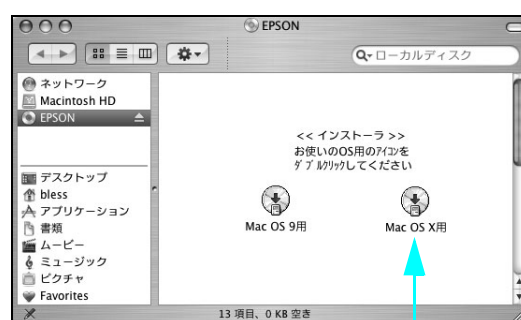 EPSON
ローカルディスク
ネットワーク
Macintosh HD
EPSON
デスクトップ
bless
アプリケーション
書類
ムービー
ミュージック
ピクチャ
Favorites
<< インストーラ >>
お使いのOS用のｱｲｺﾝを
ﾀﾞﾌﾞﾙｸﾘｯｸしてください
Mac OS 9用
Mac OS X用
13 項目、0 KB 空き